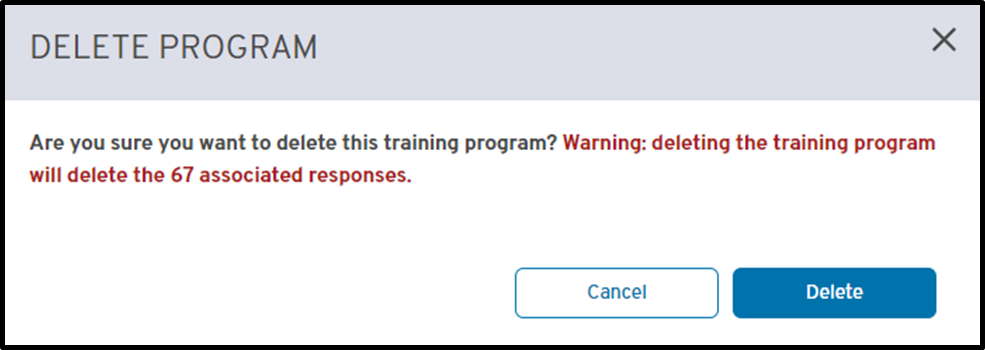 DELETE PROGRAM
Are you sure you want to delete this training program? Warning: deleting the training program
will delete the 67 associated responses.
Cancel
Delete